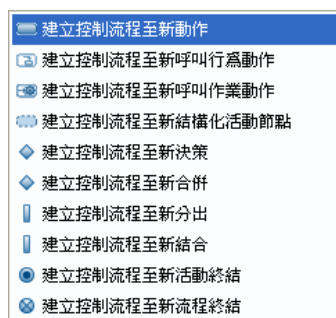 建立控制流程至新動作
建立控制流程至新呼叫行爲動作
建立控制流程至新呼叫作業動作
建立控制流程至新結構化活動節點
建立控制流程至新決策
建立控制流程至新合併
建立控制流程至新分出
建立控制流程至新結合
建立控制流程至新活動終結
建立控制流程至新流程終結